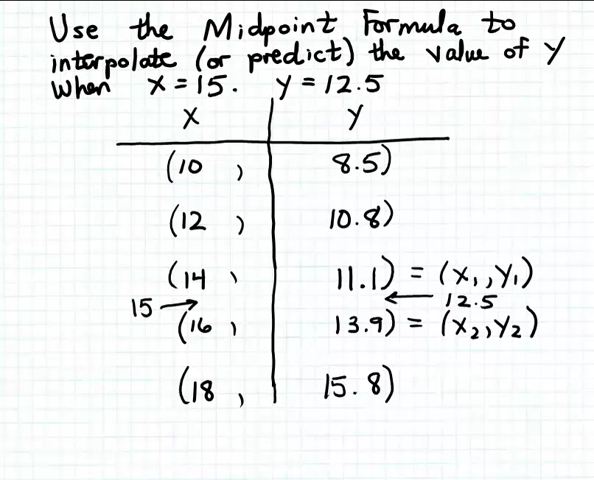 Use the Midpoint Formula to
interpolate (or predict) the value of y
when x = 15. y = 12.5
x y
(10 , 8.5)
(12 , 10.8)
(14 , 11.1) = (x₁, y₁)
15 → ← 12.5
(16 , 13.9) = (x₂, y₂)
(18 , 15.8)